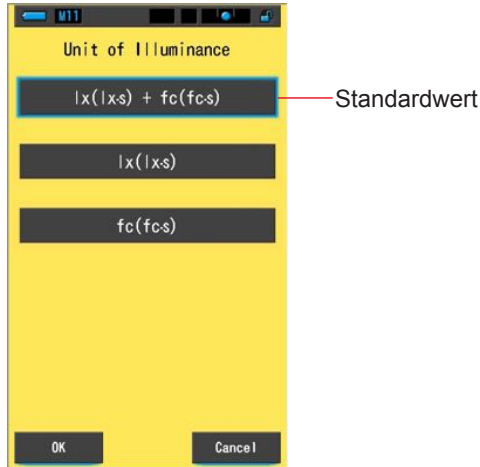 M11
Unit of Illuminance
lx(lx·s) + fc(fc·s)
Standardwert
lx(lx·s)
fc(fc·s)
OK
Cancel